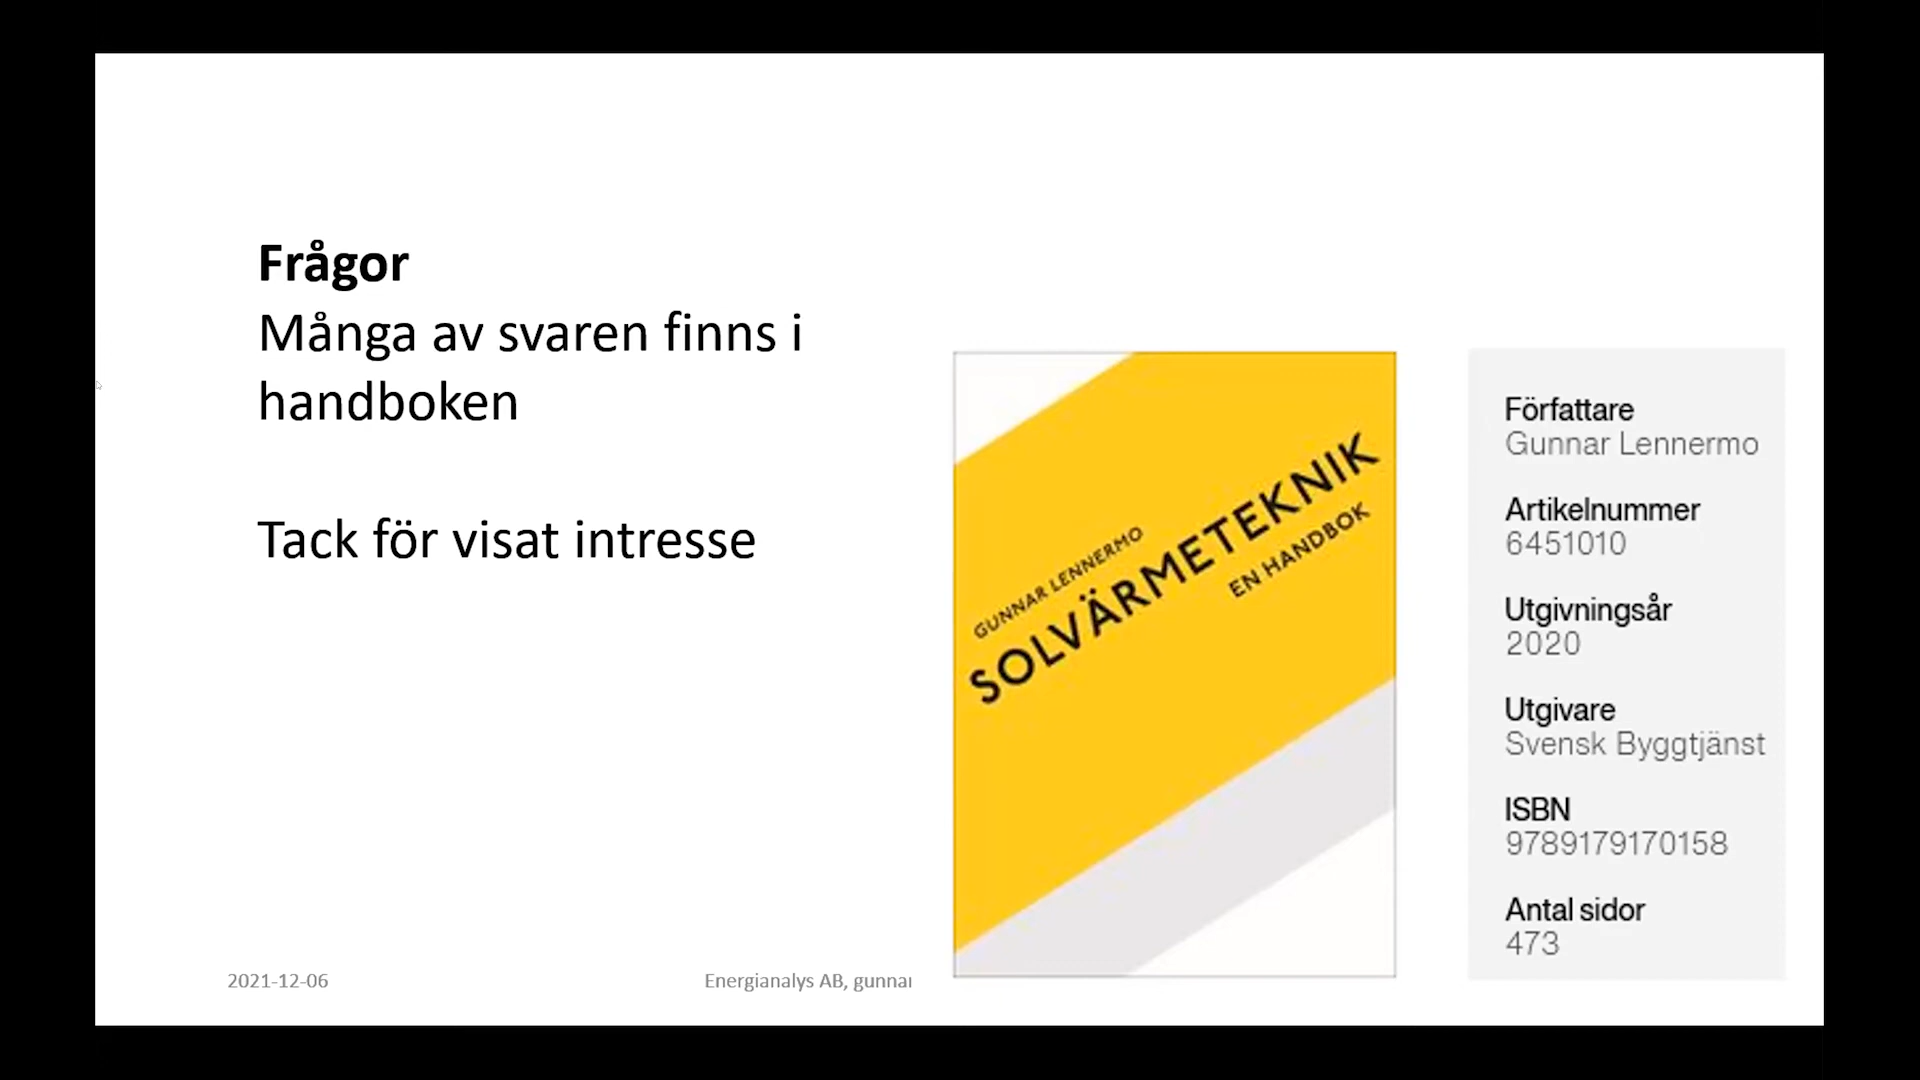 Frågor
Många av svaren finns i
handboken
Tack för visat intresse
GUNNAR LENNERMO
SOLVÄRMETEKNIK
EN HANDBOK
Författare
Gunnar Lennermo
Artikelnummer
6451010
Utgivningsår
2020
Utgivare
Svensk Byggtjänst
ISBN
9789179170158
Antal sidor
473
2021-12-06
Energianalys AB,